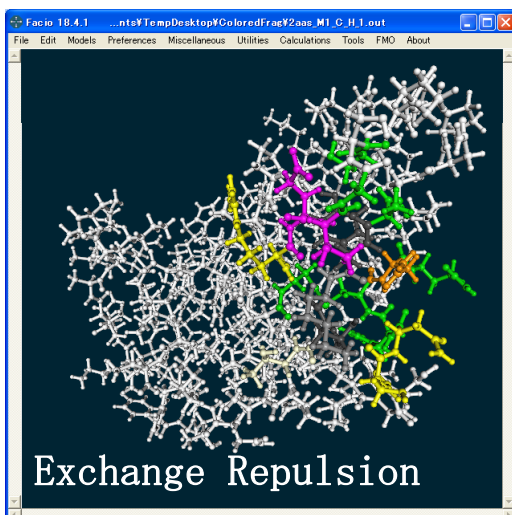 Facio 18.4.1 ...nts¥TempDesktop¥ColoredFrag¥2aas_M1_C_H_1.out
File Edit Models Preferences Miscellaneous Utilities Calculations Tools FMO About
Exchange Repulsion